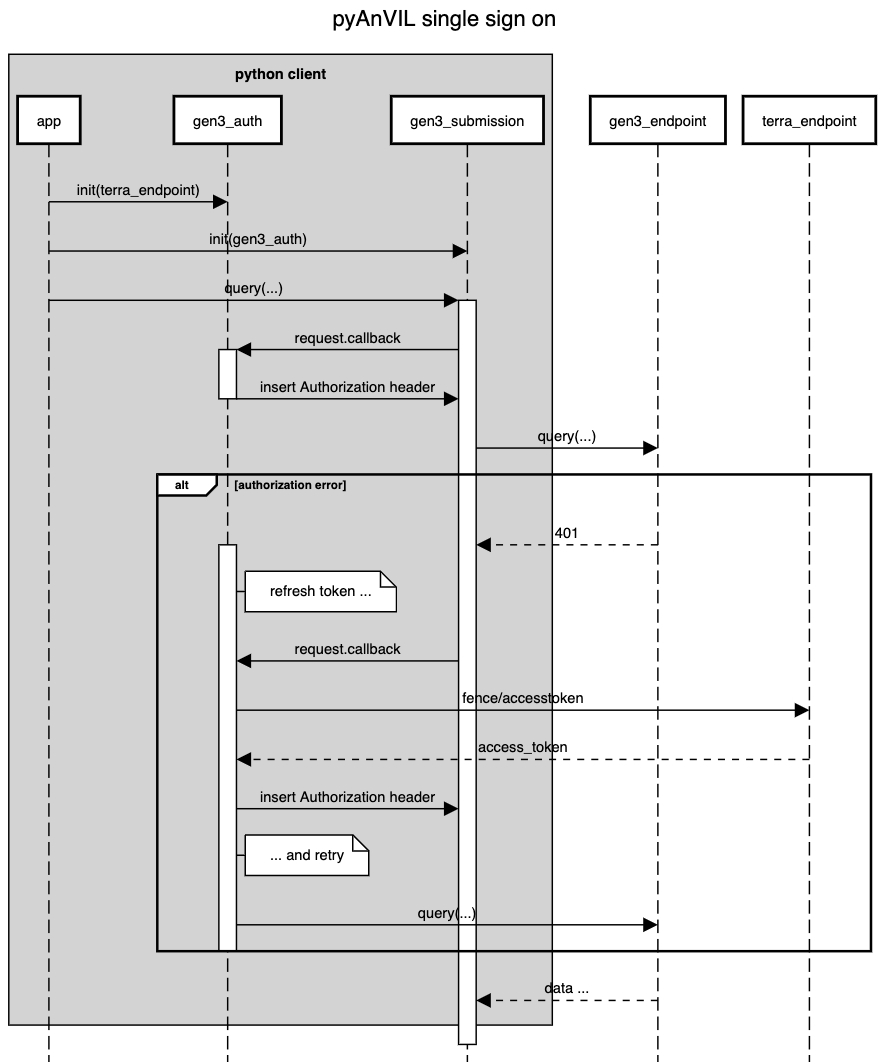 pyAnVIL single sign on
python client
app
gen3_auth
gen3_submission
gen3_endpoint
terra_endpoint
init(terra_endpoint)
init(gen3_auth)
query(...)
request.callback
insert Authorization header
query(...)
alt
[authorization error]
401
refresh token ...
request.callback
fence/accesstoken
access_token
insert Authorization header
... and retry
query(...)
data ...